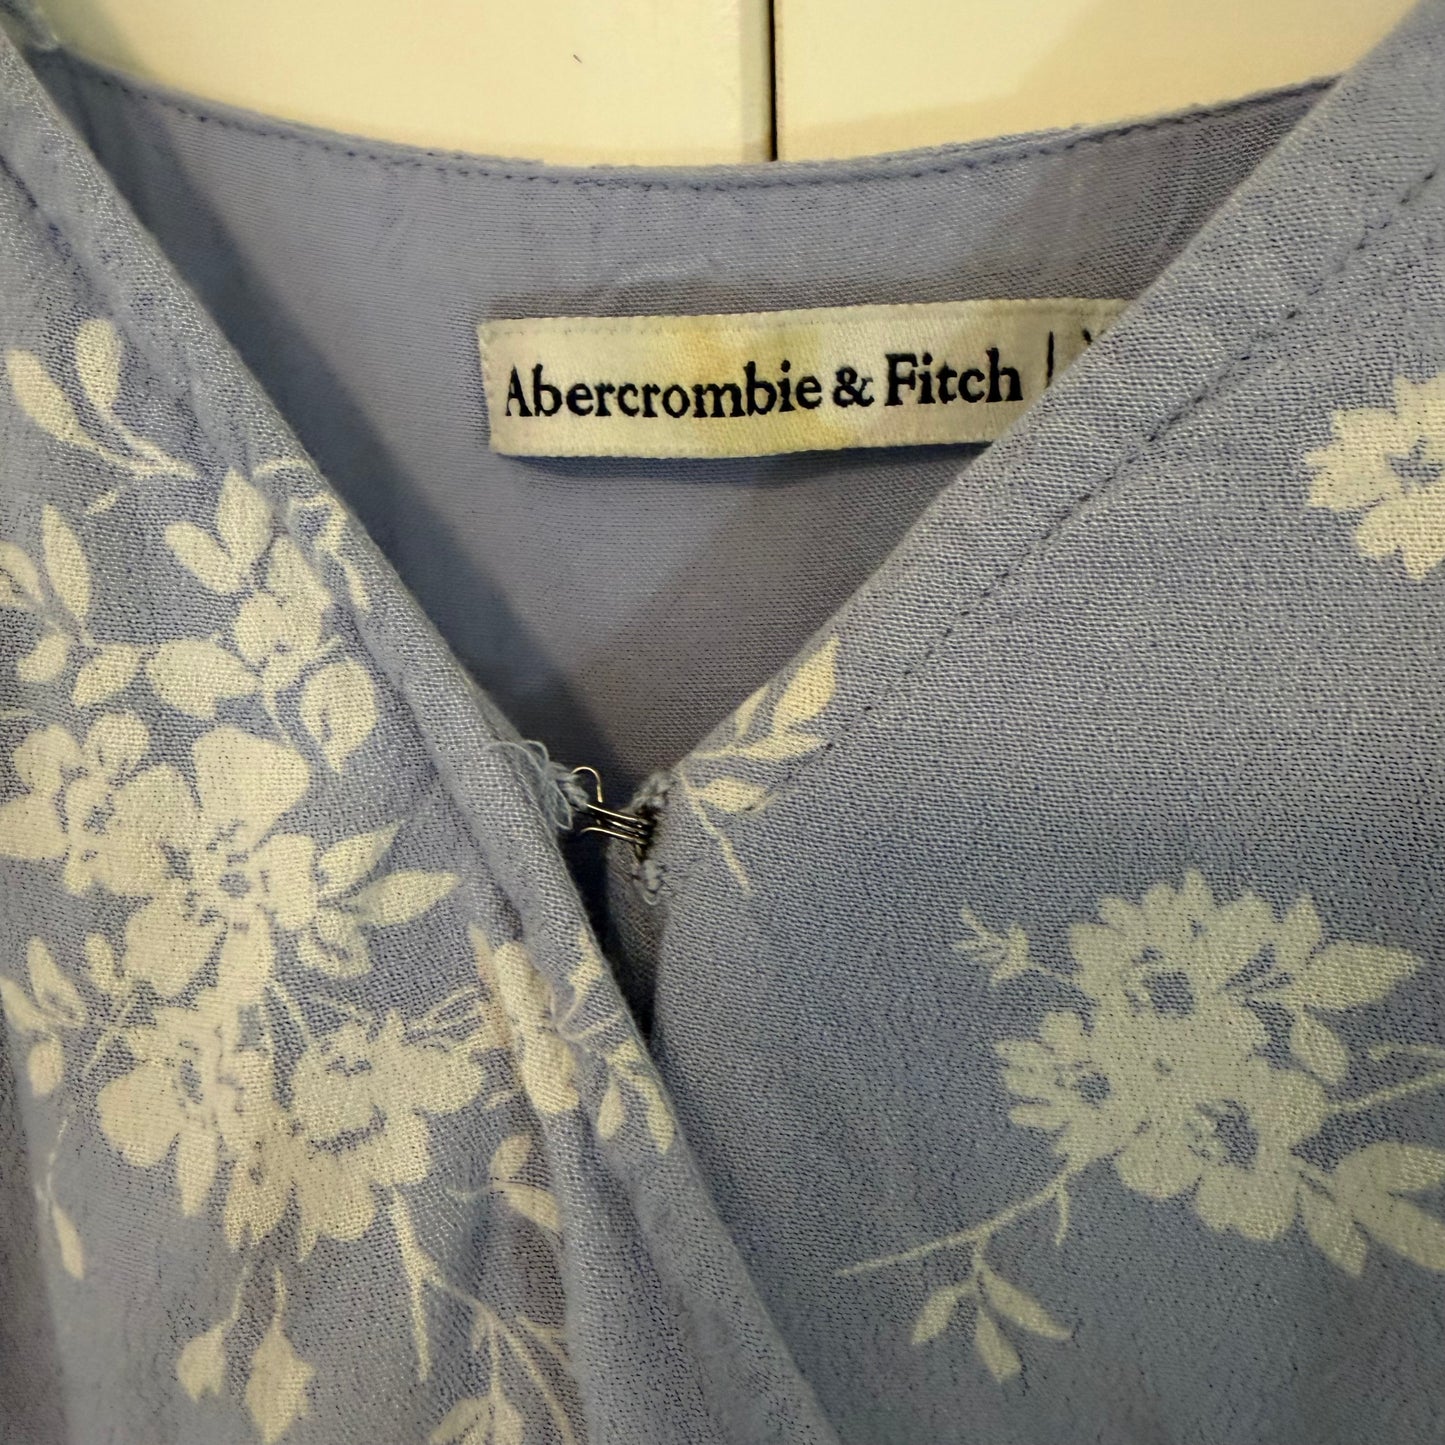 Abercrombie & Fitch |